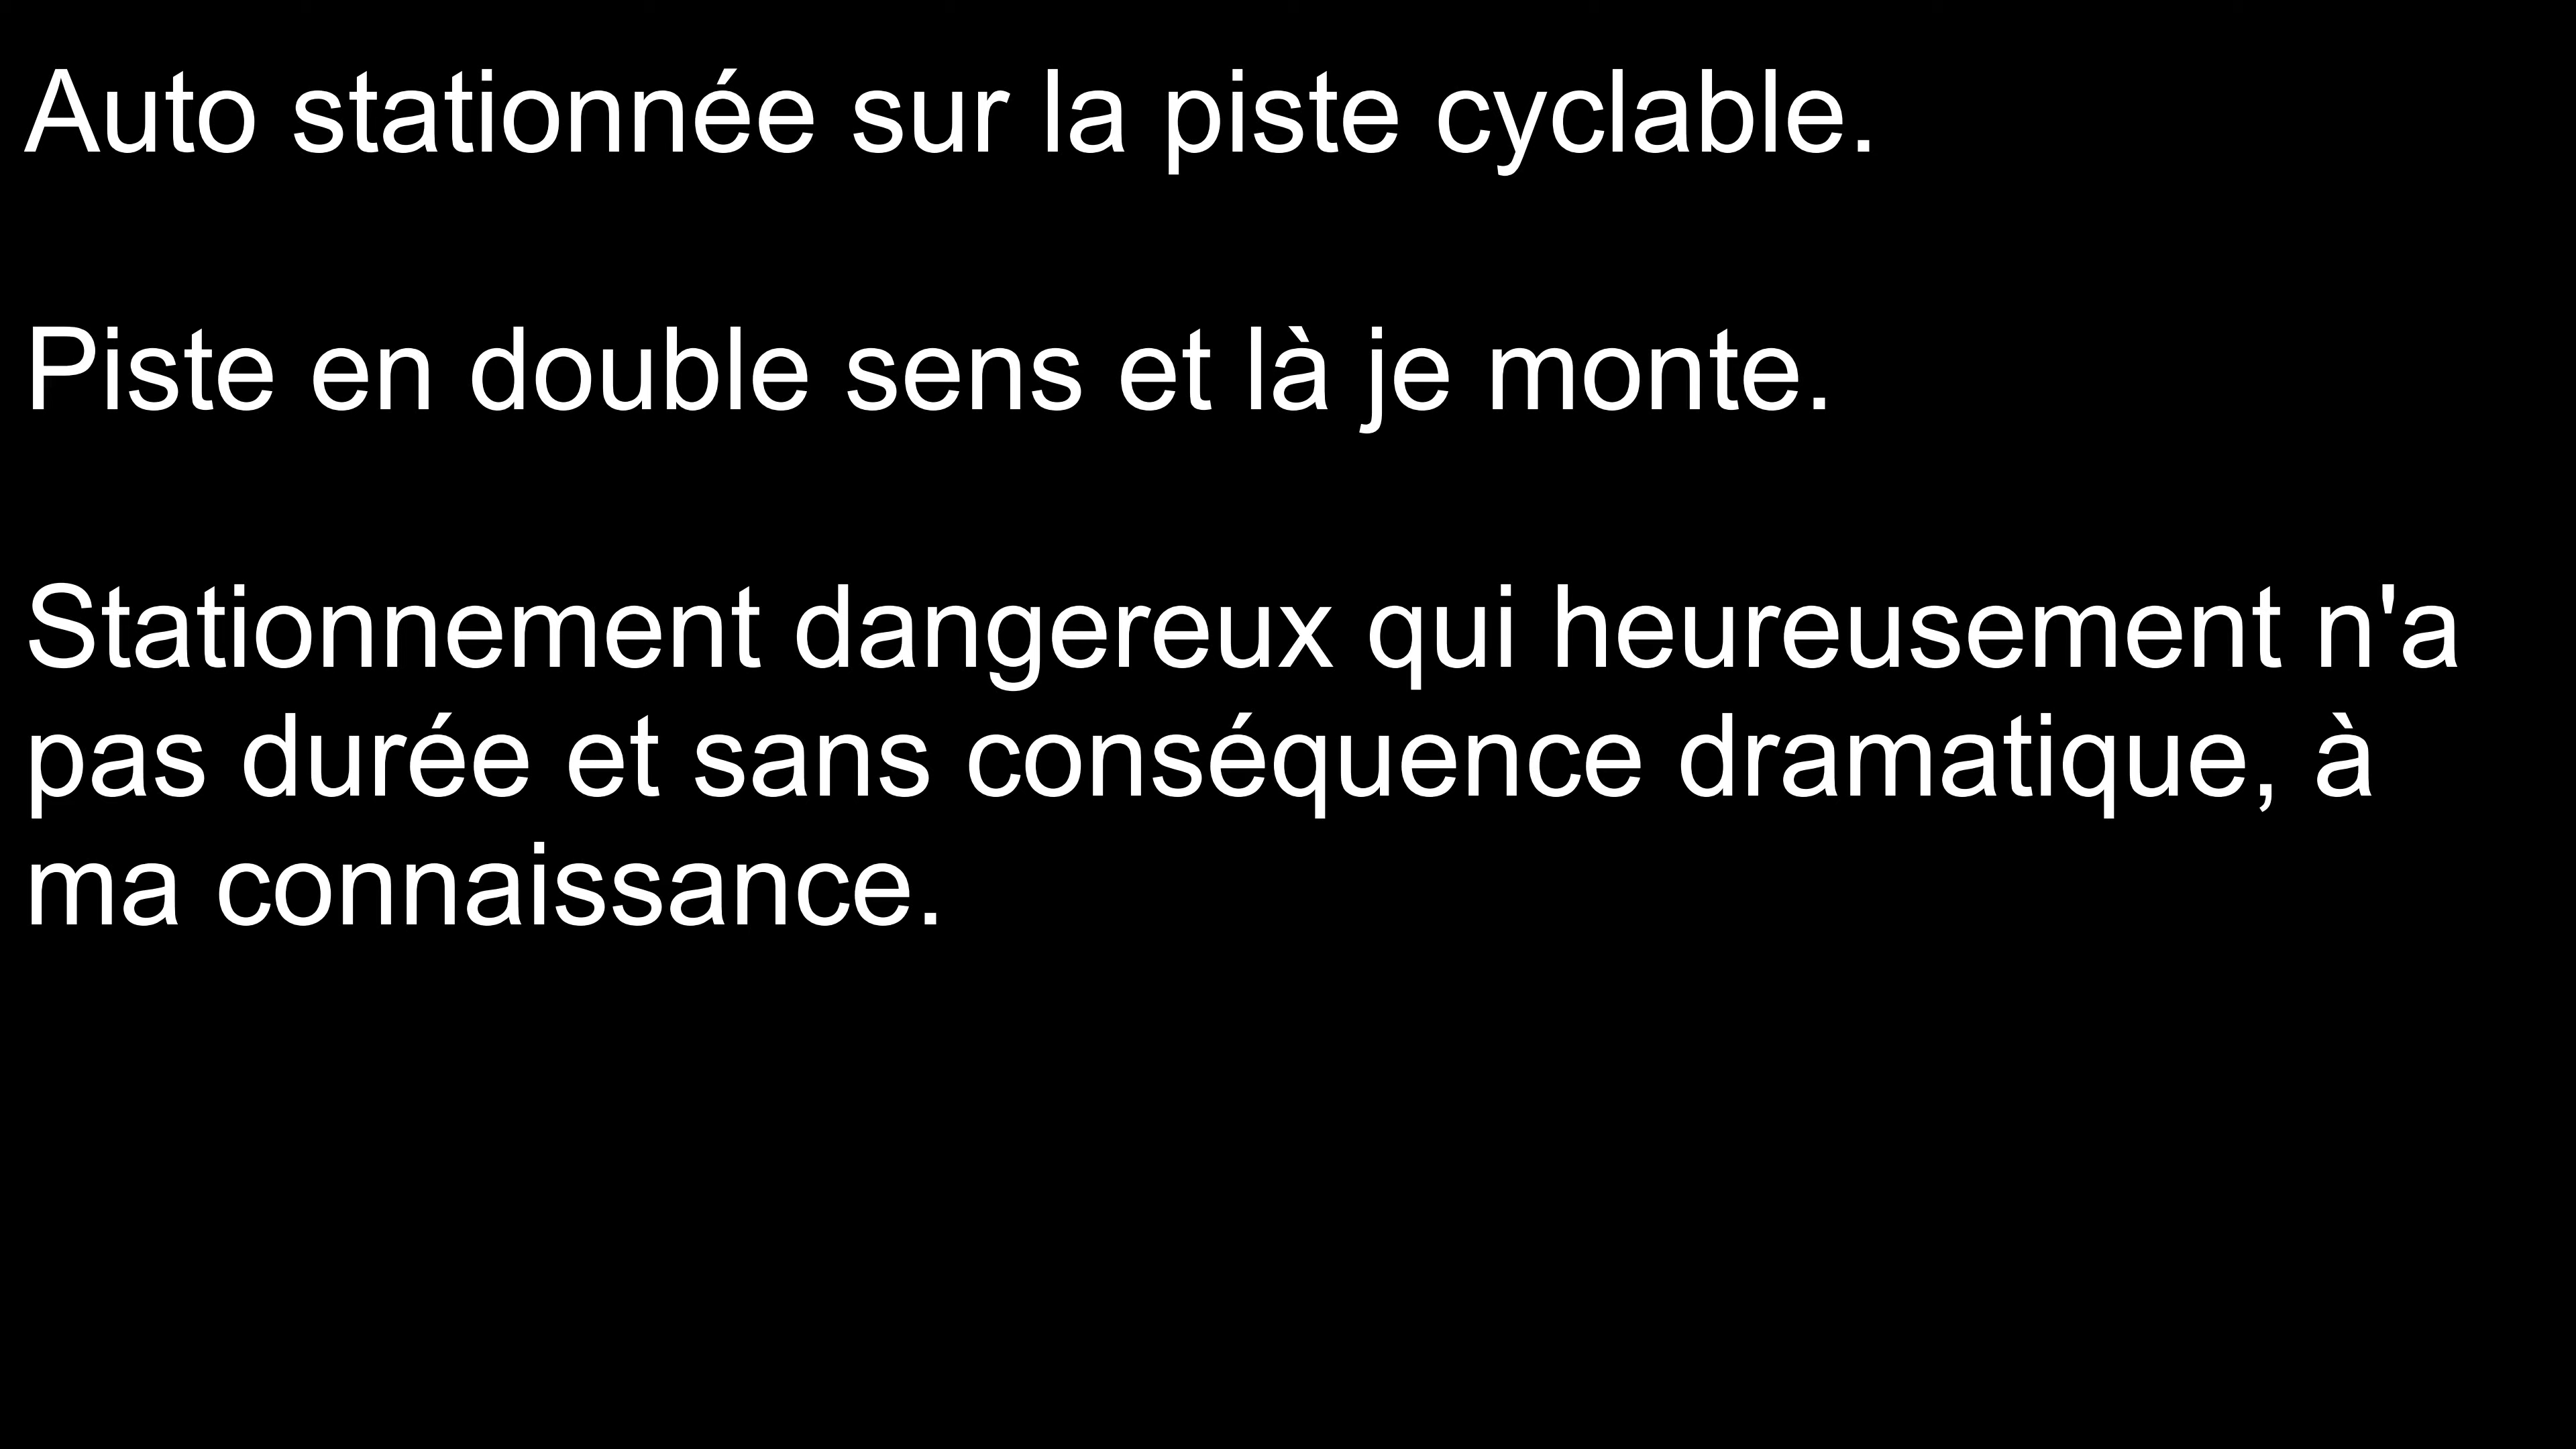 Auto stationnée sur la piste cyclable.
Piste en double sens et là je monte.
Stationnement dangereux qui heureusement n'a
pas durée et sans conséquence dramatique, à
ma connaissance.